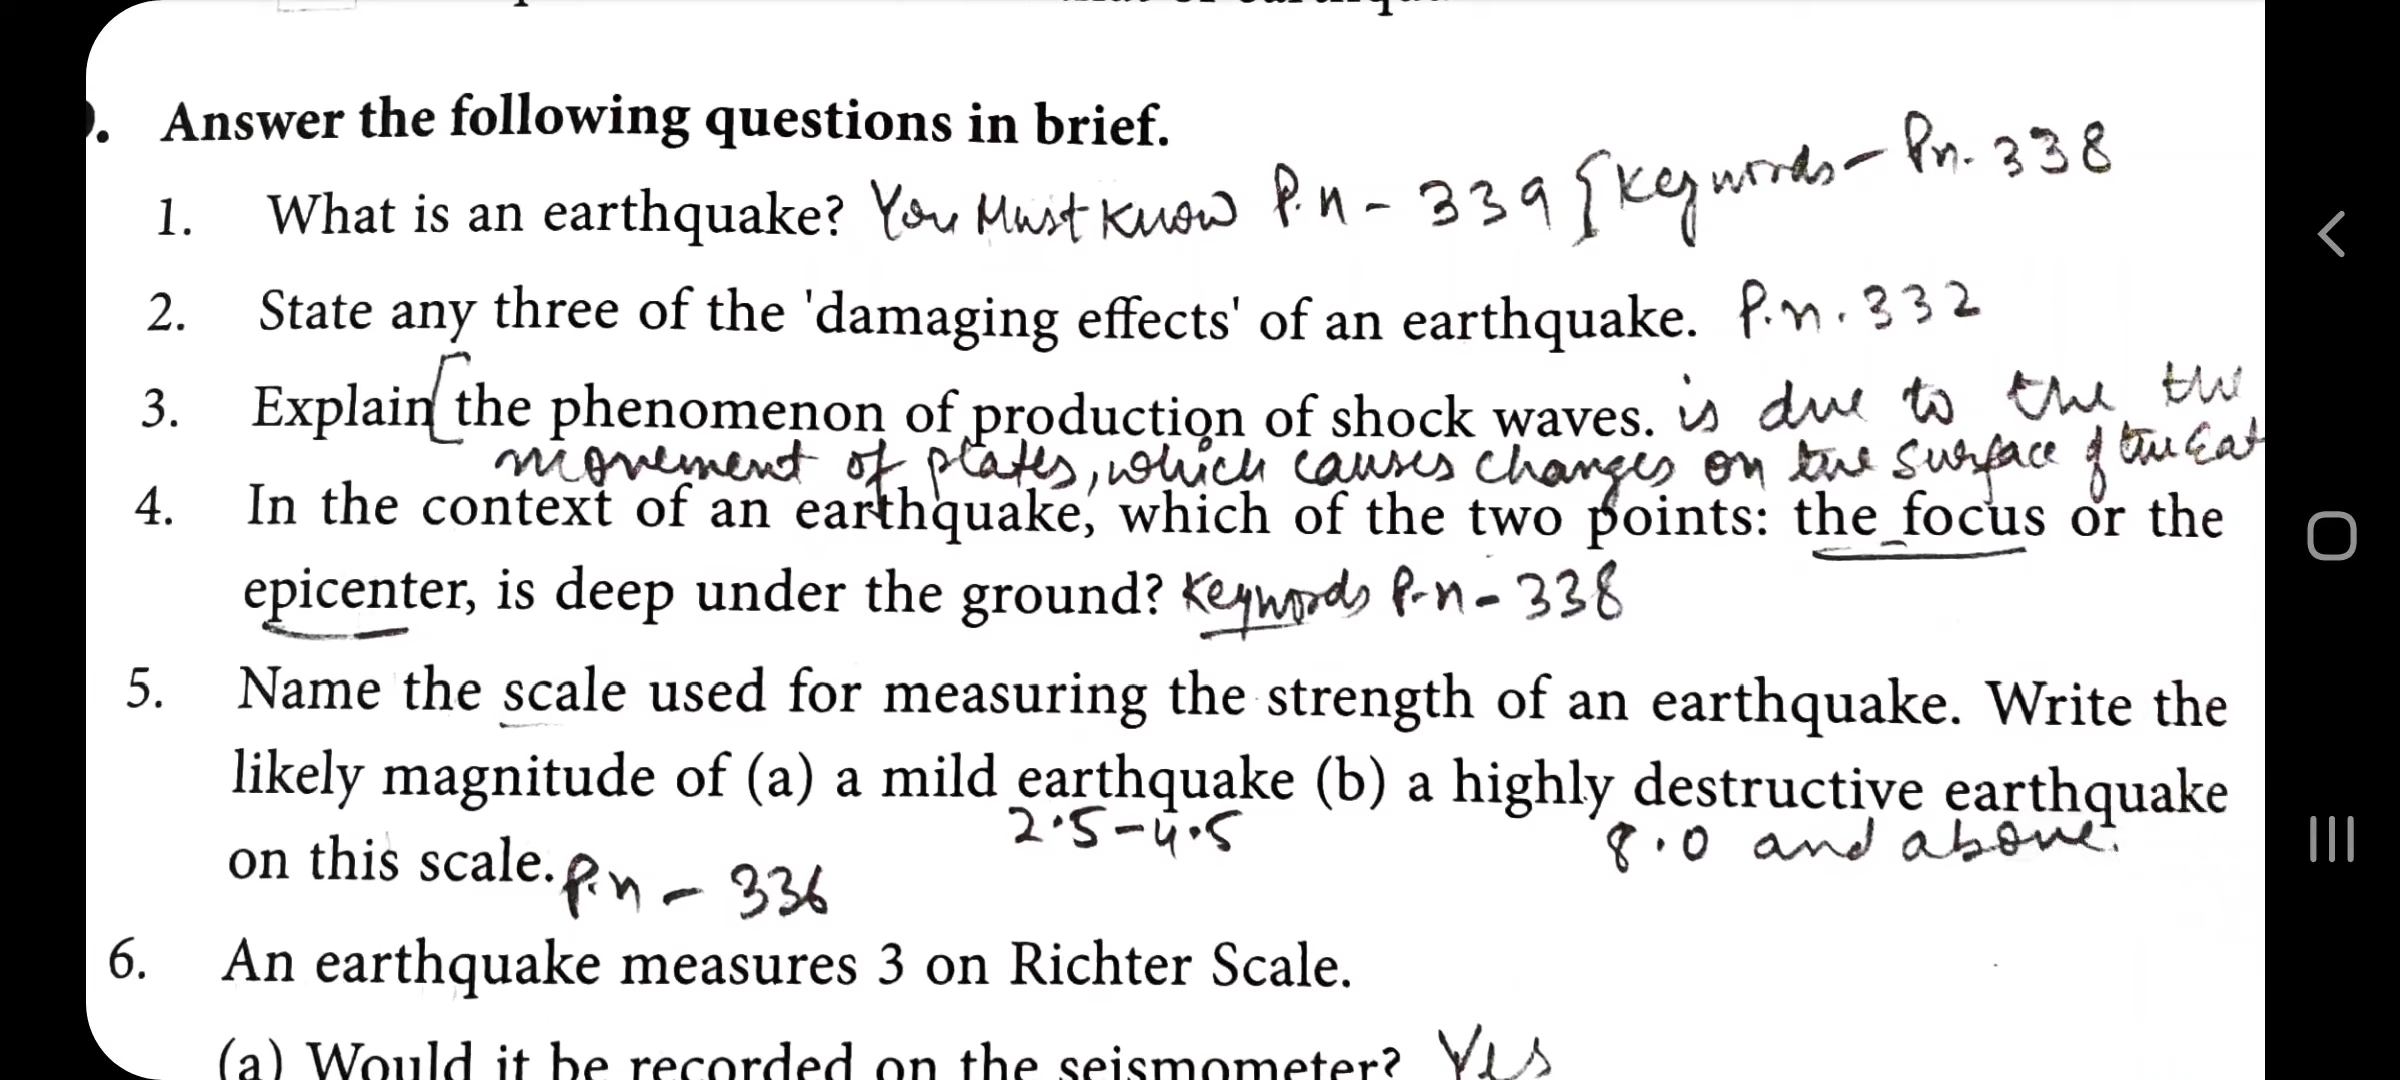 . Answer the following questions in brief.
1. What is an earthquake? You Must Know P.n - 339 { Keywords - Pn. 338
2. State any three of the 'damaging effects' of an earthquake. P.n. 332
3. Explain [the phenomenon of production of shock waves. is due to the the
movement of plates, which causes changes on the surface of the Eat
4. In the context of an earthquake, which of the two points: the focus or the
epicenter, is deep under the ground? Keywords P.n - 338
5. Name the scale used for measuring the strength of an earthquake. Write the
likely magnitude of (a) a mild earthquake (b) a highly destructive earthquake
2.5-4.5 8.0 and above.
on this scale. P.n - 336
6. An earthquake measures 3 on Richter Scale.
(a) Would it be recorded on the seismometer? Yes